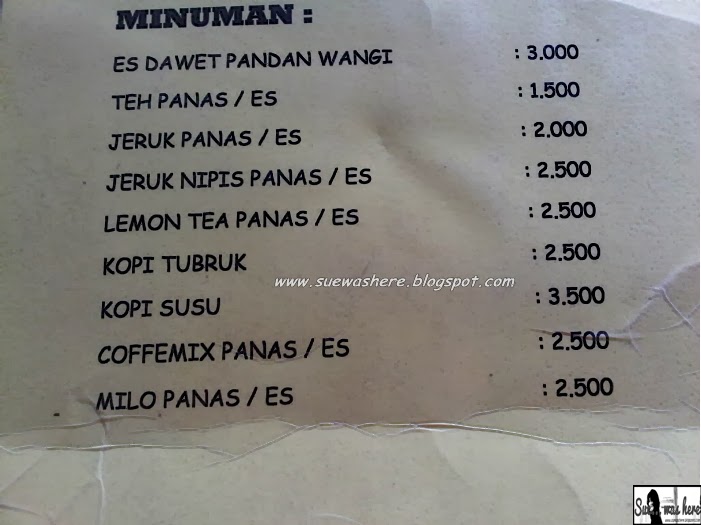 MINUMAN :
ES DAWET PANDAN WANGI : 3.000
TEH PANAS / ES : 1.500
JERUK PANAS / ES : 2.000
JERUK NIPIS PANAS / ES : 2.500
LEMON TEA PANAS / ES : 2.500
KOPI TUBRUK : 2.500
www.suewashere.blogspot.com
KOPI SUSU : 3.500
COFFEMIX PANAS / ES : 2.500
MILO PANAS / ES : 2.500
was here!